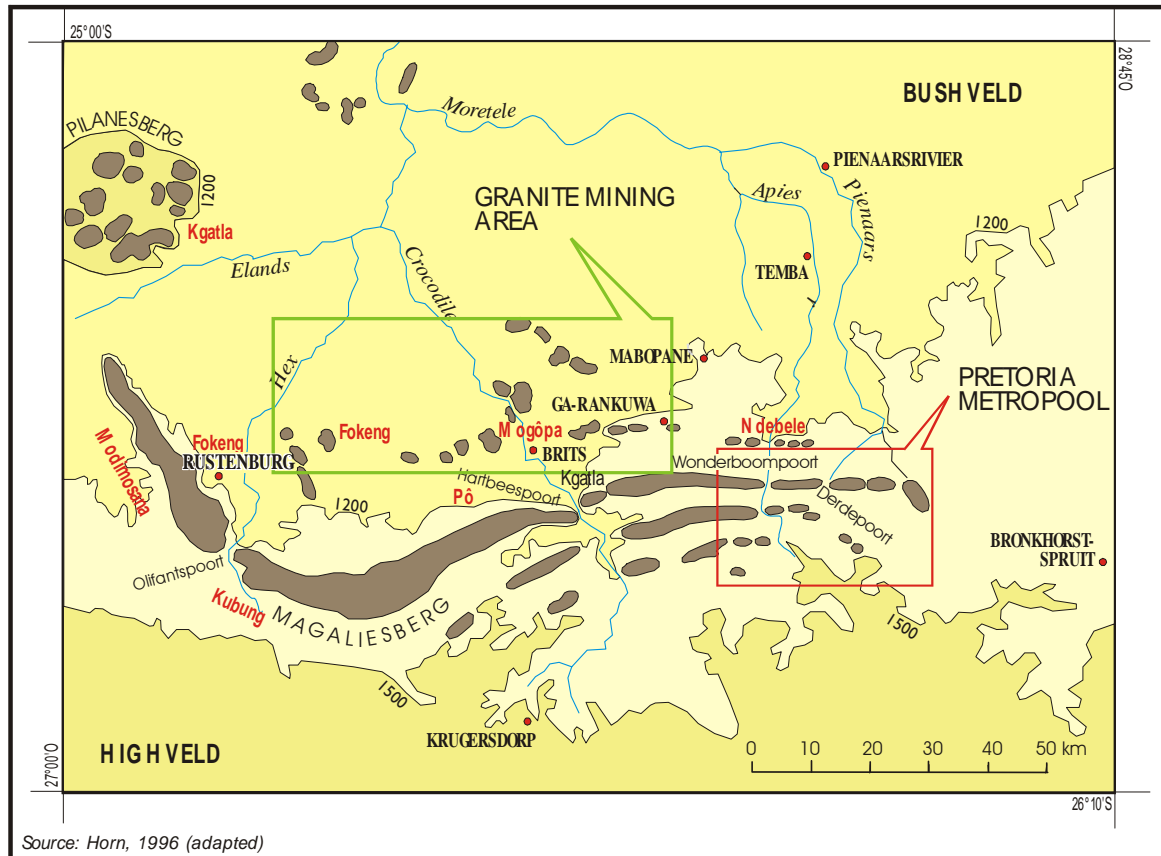 25°00'S
28°45'O
BUSHVELD
Moretele
PILANESBERG
1200
PIENAARSRIVIER
GRANITE MINING
AREA
Apies
Pienaars
Kgatla
1200
Elands
Crocodile
TEMBA
Hex
MABOPANE
PRETORIA
METROPOOL
GA-RANKUWA
Modimosana
Fokeng
Fokeng
Mogôpa
Ndebele
RUSTENBURG
BRITS
Kgatla
Wonderboompoort
Hartbeespoort
Pô
1200
Derdepoort
BRONKHORST-
SPRUIT
Olifantspoort
Kubung
MAGALIESBERG
1500
1500
KRUGERSDORP
HIGHVELD
0 10 20 30 40 50 km
27°00'O
26°10'S
Source: Horn, 1996 (adapted)